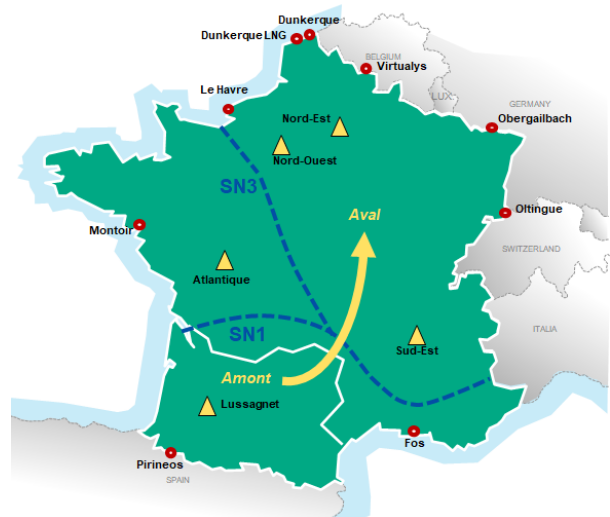 Dunkerque
Dunkerque LNG
BELGIUM
Virtualys
Le Havre
LUX
GERMANY
Nord-Est
Obergailbach
Nord-Ouest
SN3
Aval
Oltingue
Montoir
SWITZERLAND
Atlantique
ITALIA
SN1
Sud-Est
Amont
Lussagnet
Fos
Pirineos
SPAIN